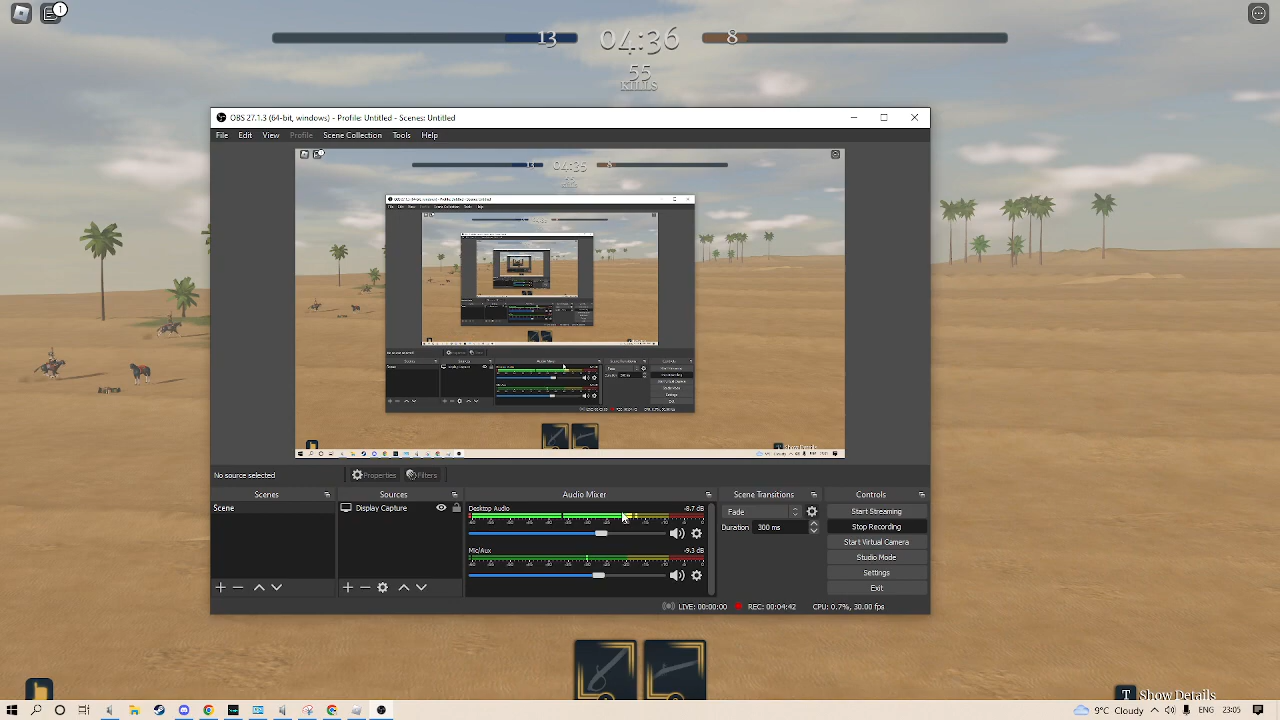 1
13
04:36
8
55
KILLS
OBS 27.1.3 (64-bit, windows) - Profile: Untitled - Scenes: Untitled
File Edit View Profile Scene Collection Tools Help
04:35
No source selected
Properties
Filters
Scenes
Sources
Audio Mixer
Scene Transitions
Controls
Scene
Display Capture
Desktop Audio
-8.7 dB
Mic/Aux
-9.3 dB
Fade
Duration 300 ms
Start Streaming
Stop Recording
Start Virtual Camera
Studio Mode
Settings
Exit
LIVE: 00:00:00
REC: 00:04:42
CPU: 0.7%, 30.00 fps
T Show Details
9°C Cloudy
ENG
23:05